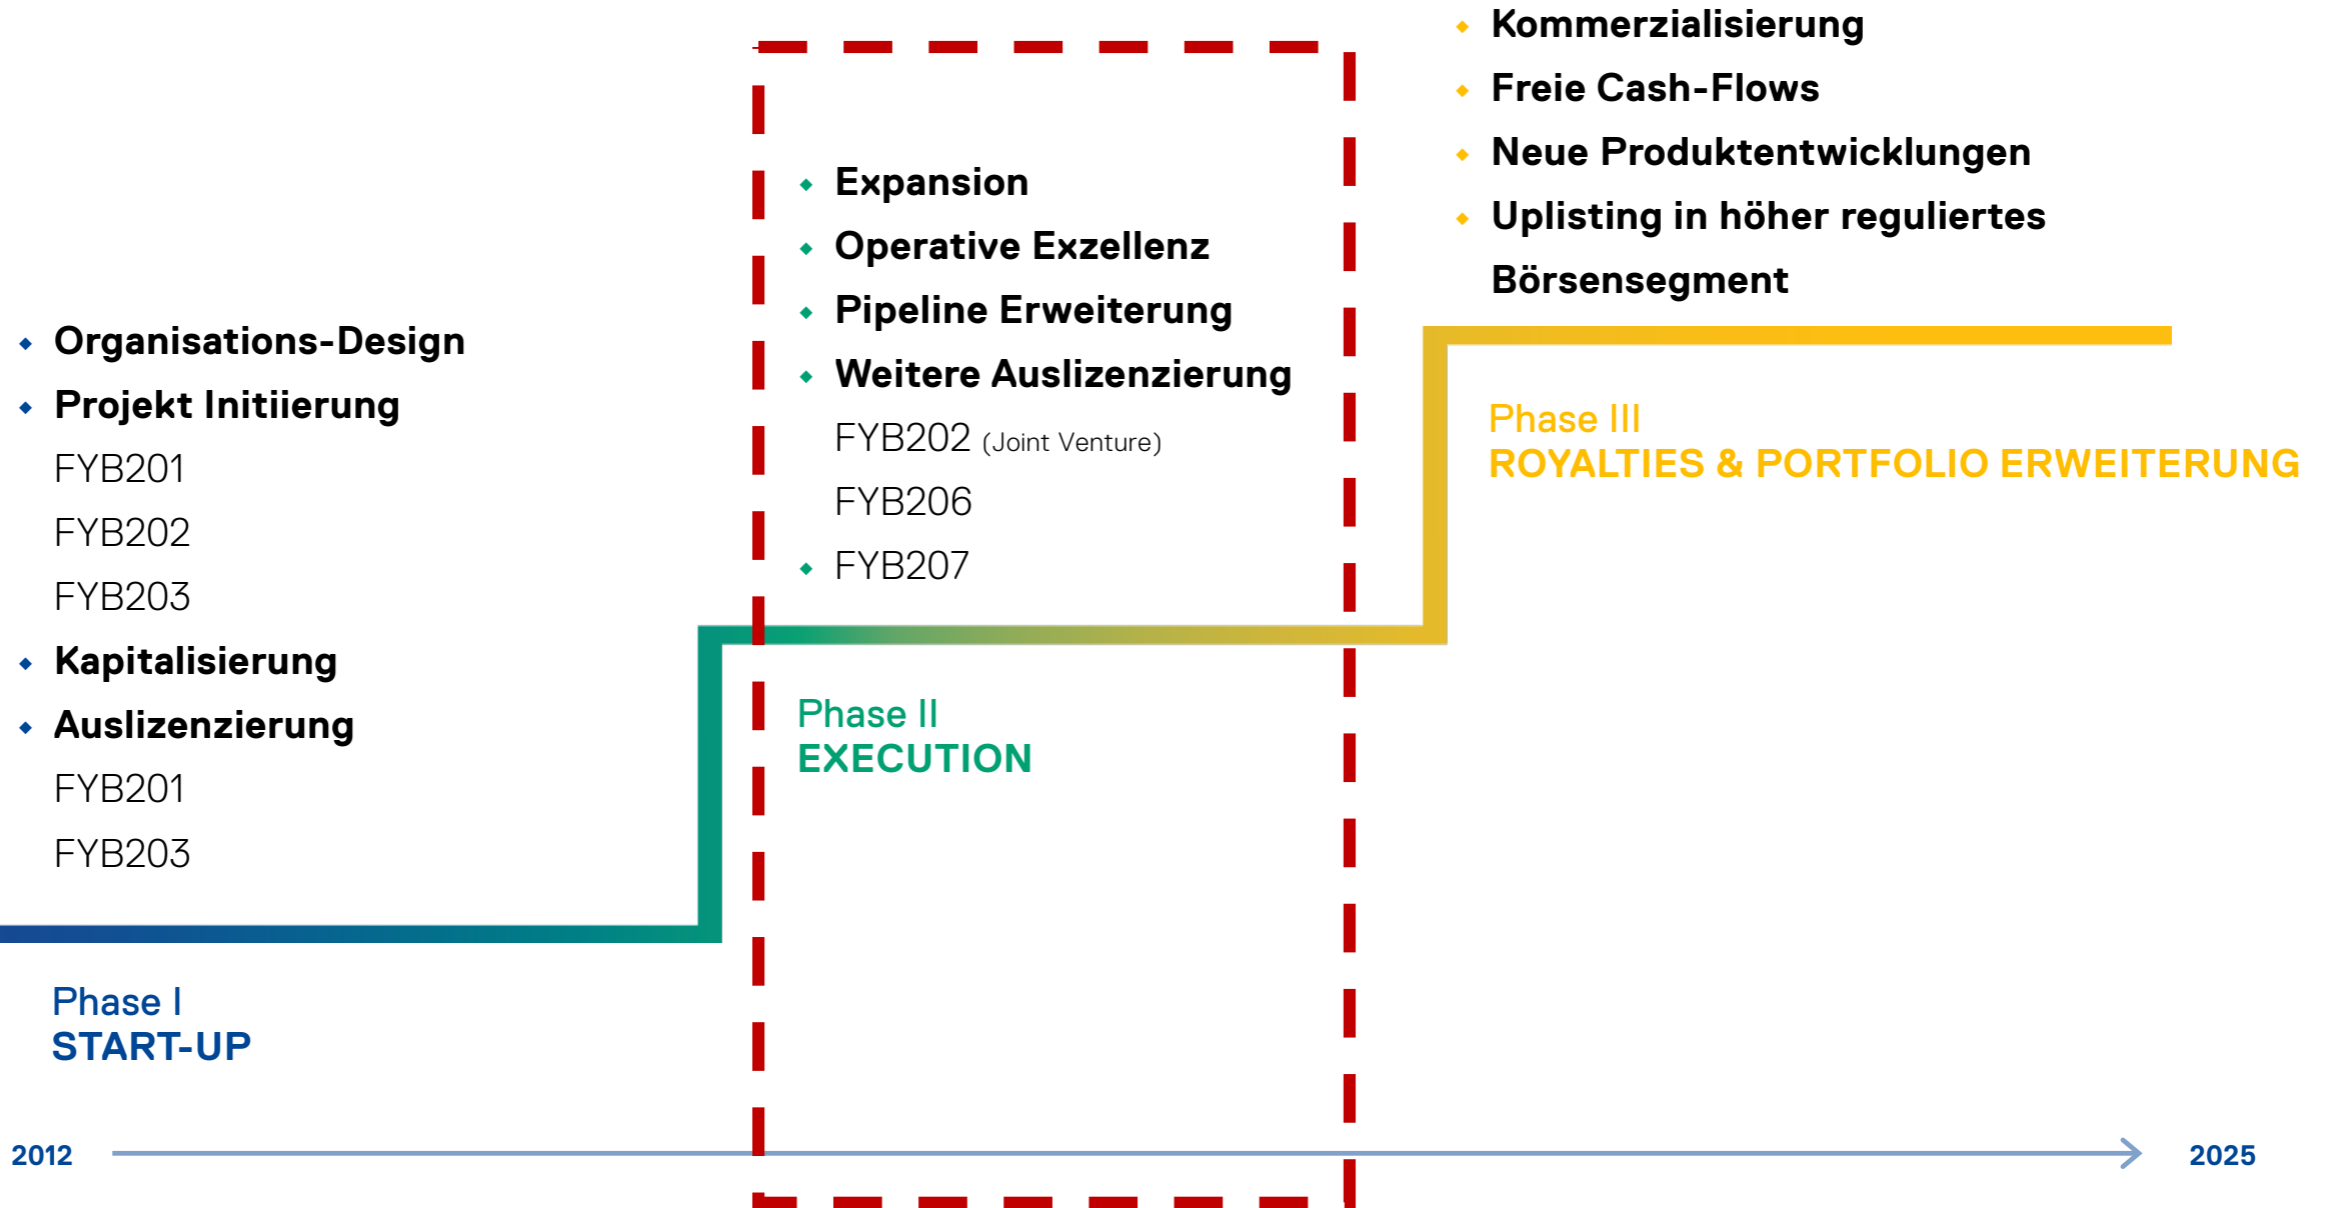 Organisations-Design
Projekt Initiierung
FYB201
FYB202
FYB203
Kapitalisierung
Auslizenzierung
FYB201
FYB203
Phase I
START-UP
Expansion
Operative Exzellenz
Pipeline Erweiterung
Weitere Auslizenzierung
FYB202 (Joint Venture)
FYB206
FYB207
Phase II
EXECUTION
Kommerzialisierung
Freie Cash-Flows
Neue Produktentwicklungen
Uplisting in höher reguliertes
Börsensegment
Phase III
ROYALTIES & PORTFOLIO ERWEITERUNG
2012
2025